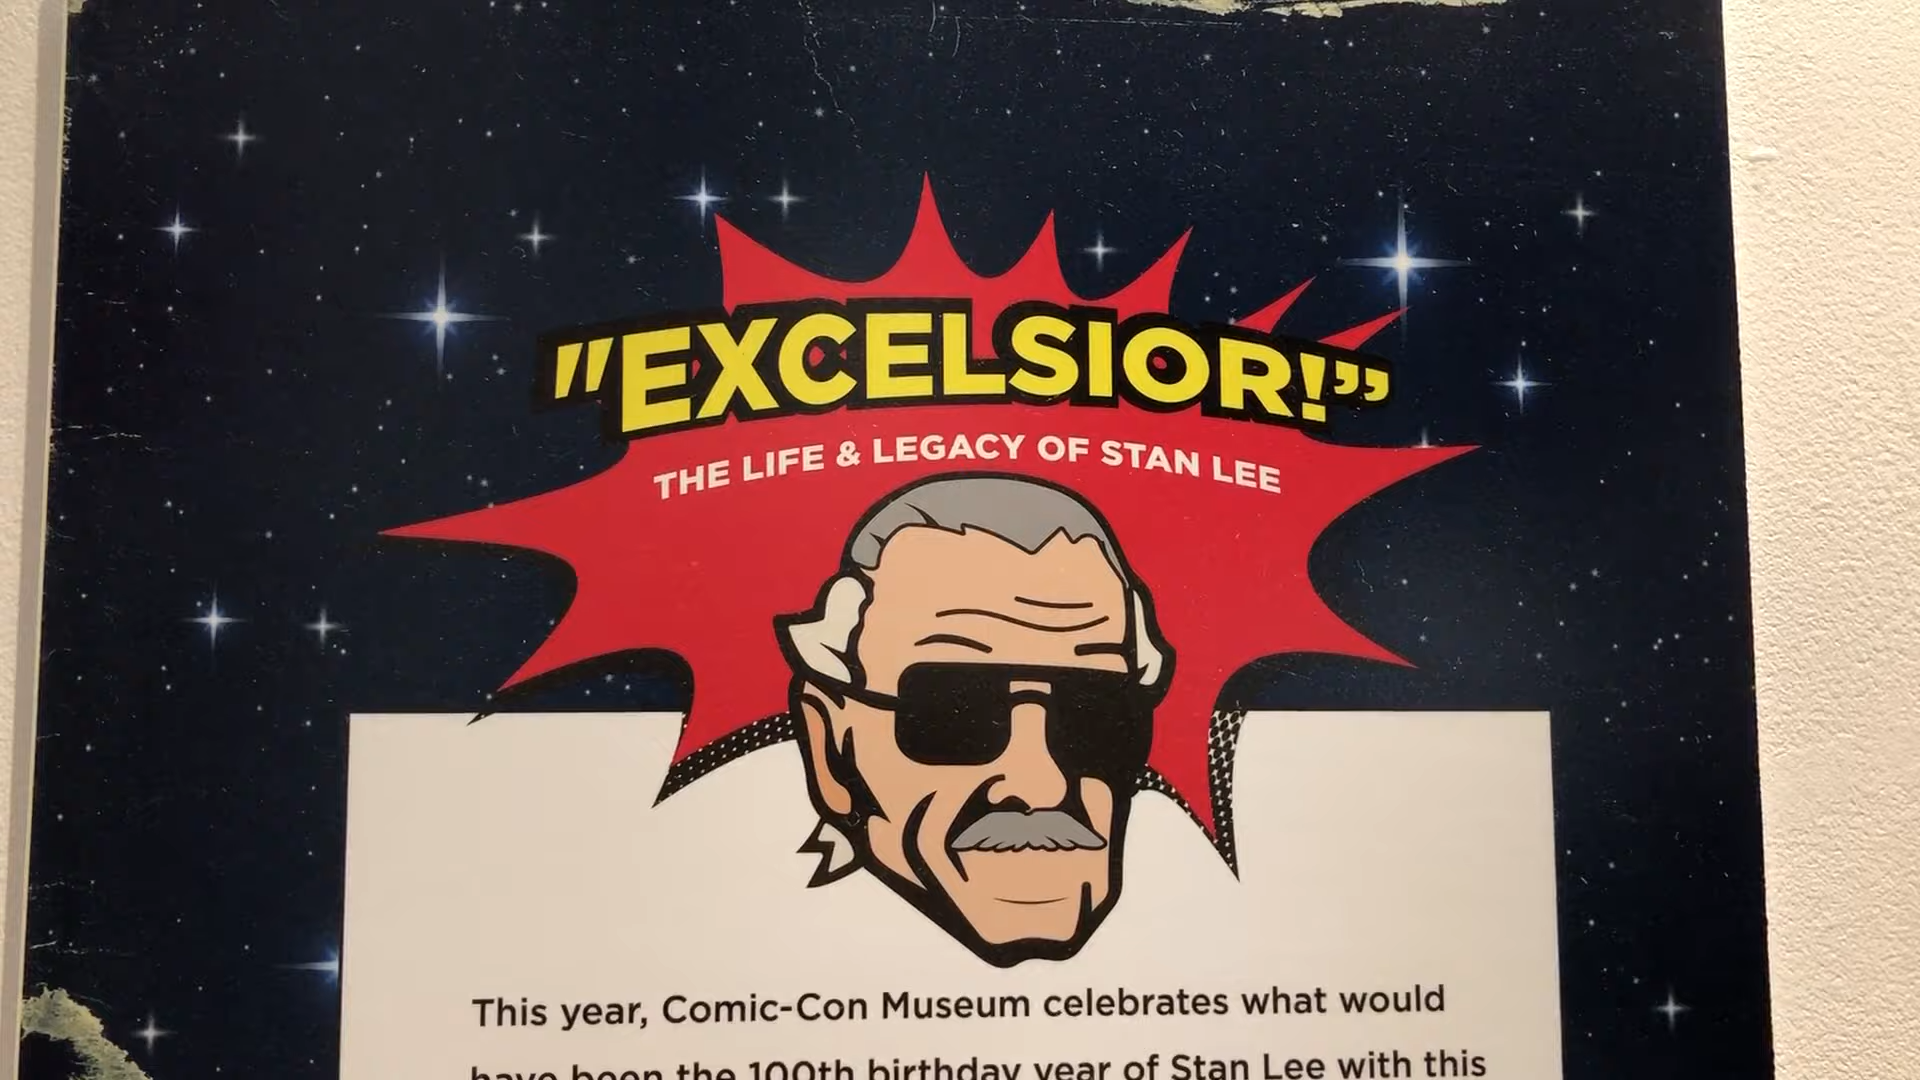 "EXCELSIOR!”
THE LIFE & LEGACY OF STAN LEE
This year, Comic-Con Museum celebrates what would
have been the 100th birthday year of Stan Lee with this